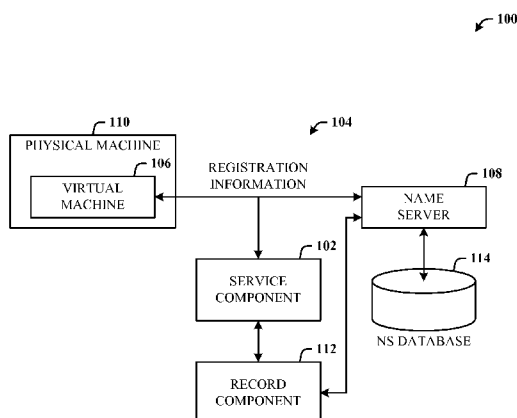 100
110
104
PHYSICAL MACHINE
106
VIRTUAL
MACHINE
REGISTRATION
INFORMATION
108
NAME
SERVER
102
SERVICE
COMPONENT
114
NS DATABASE
112
RECORD
COMPONENT